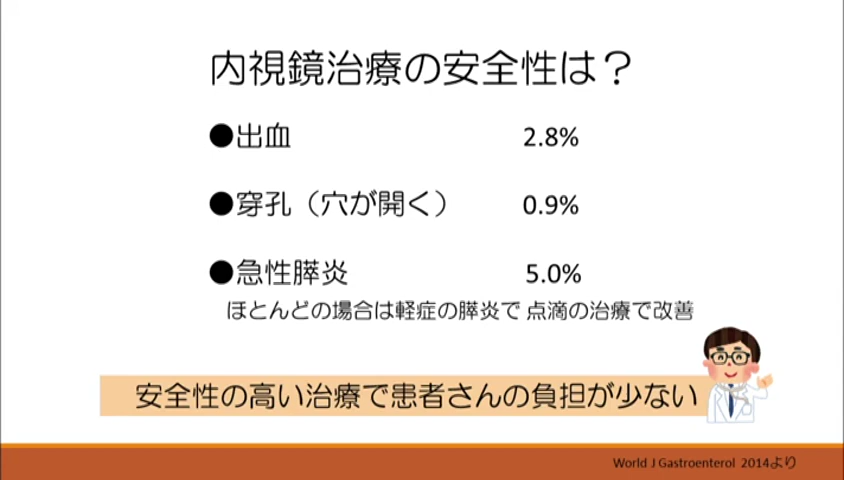 内視鏡治療の安全性は？
●出血 2.8%
●穿孔（穴が開く） 0.9%
●急性膵炎 5.0%
ほとんどの場合は軽症の膵炎で 点滴の治療で改善
安全性の高い治療で患者さんの負担が少ない
World J Gastroenterol 2014より